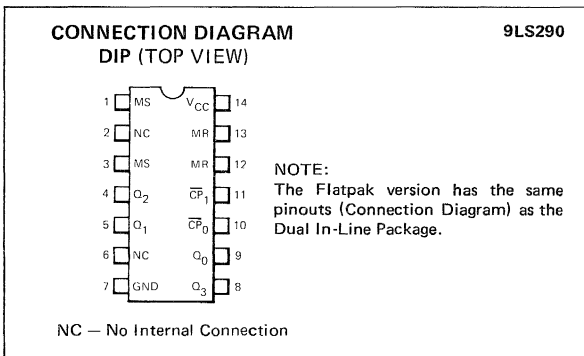 CONNECTION DIAGRAM
DIP (TOP VIEW)
9LS290
1 MS VCC 14
2 NC MR 13
3 MS MR 12
4 Q2 C̅P̅1 11
5 Q1 C̅P̅0 10
6 NC Q0 9
7 GND Q3 8
NOTE:
The Flatpak version has the same
pinouts (Connection Diagram) as the
Dual In-Line Package.
NC — No Internal Connection